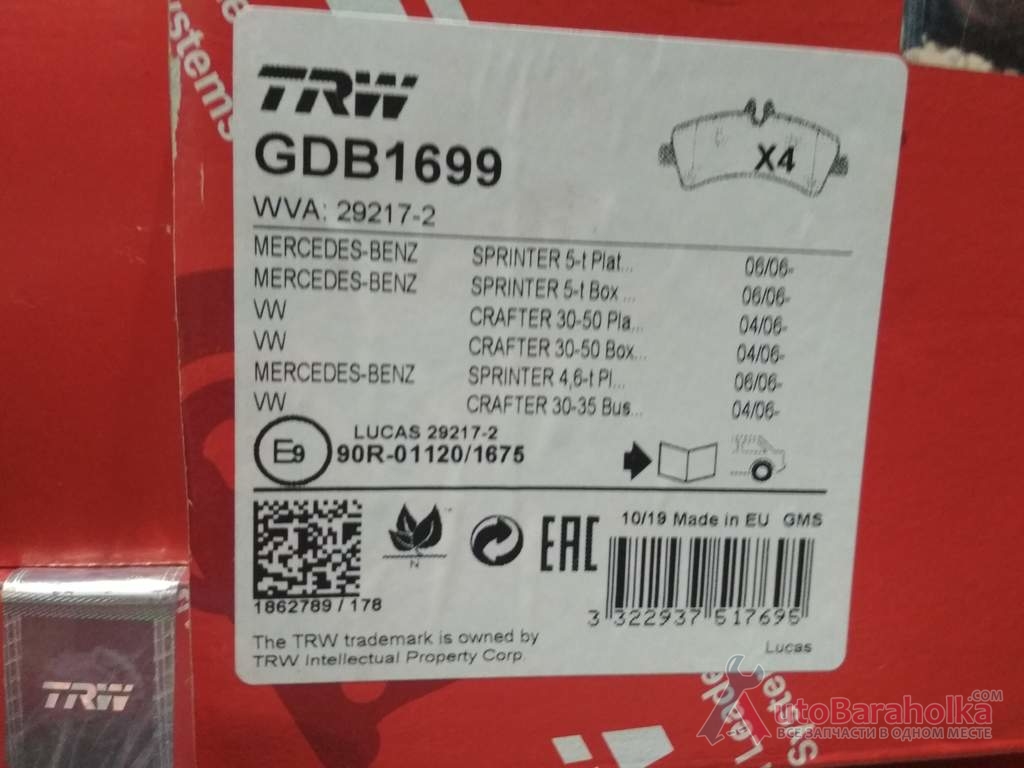 ystems
TRW
GDB1699
X4
WVA: 29217-2
MERCEDES-BENZ SPRINTER 5-t Plat... 06/06-
MERCEDES-BENZ SPRINTER 5-t Box ... 06/06-
VW CRAFTER 30-50 Pla... 04/06-
VW CRAFTER 30-50 Box... 04/06-
MERCEDES-BENZ SPRINTER 4,6-t Pl... 06/06-
VW CRAFTER 30-35 Bus... 04/06-
E9
LUCAS 29217-2
90R-01120/1675
N
EAC
10/19 Made in EU GMS
1862789 / 178
3 322937 517695
The TRW trademark is owned by
TRW Intellectual Property Corp.
Lucas
TRW
AutoBaraholka.COM
ВСЕ ЗАПЧАСТИ В ОДНОМ МЕСТЕ